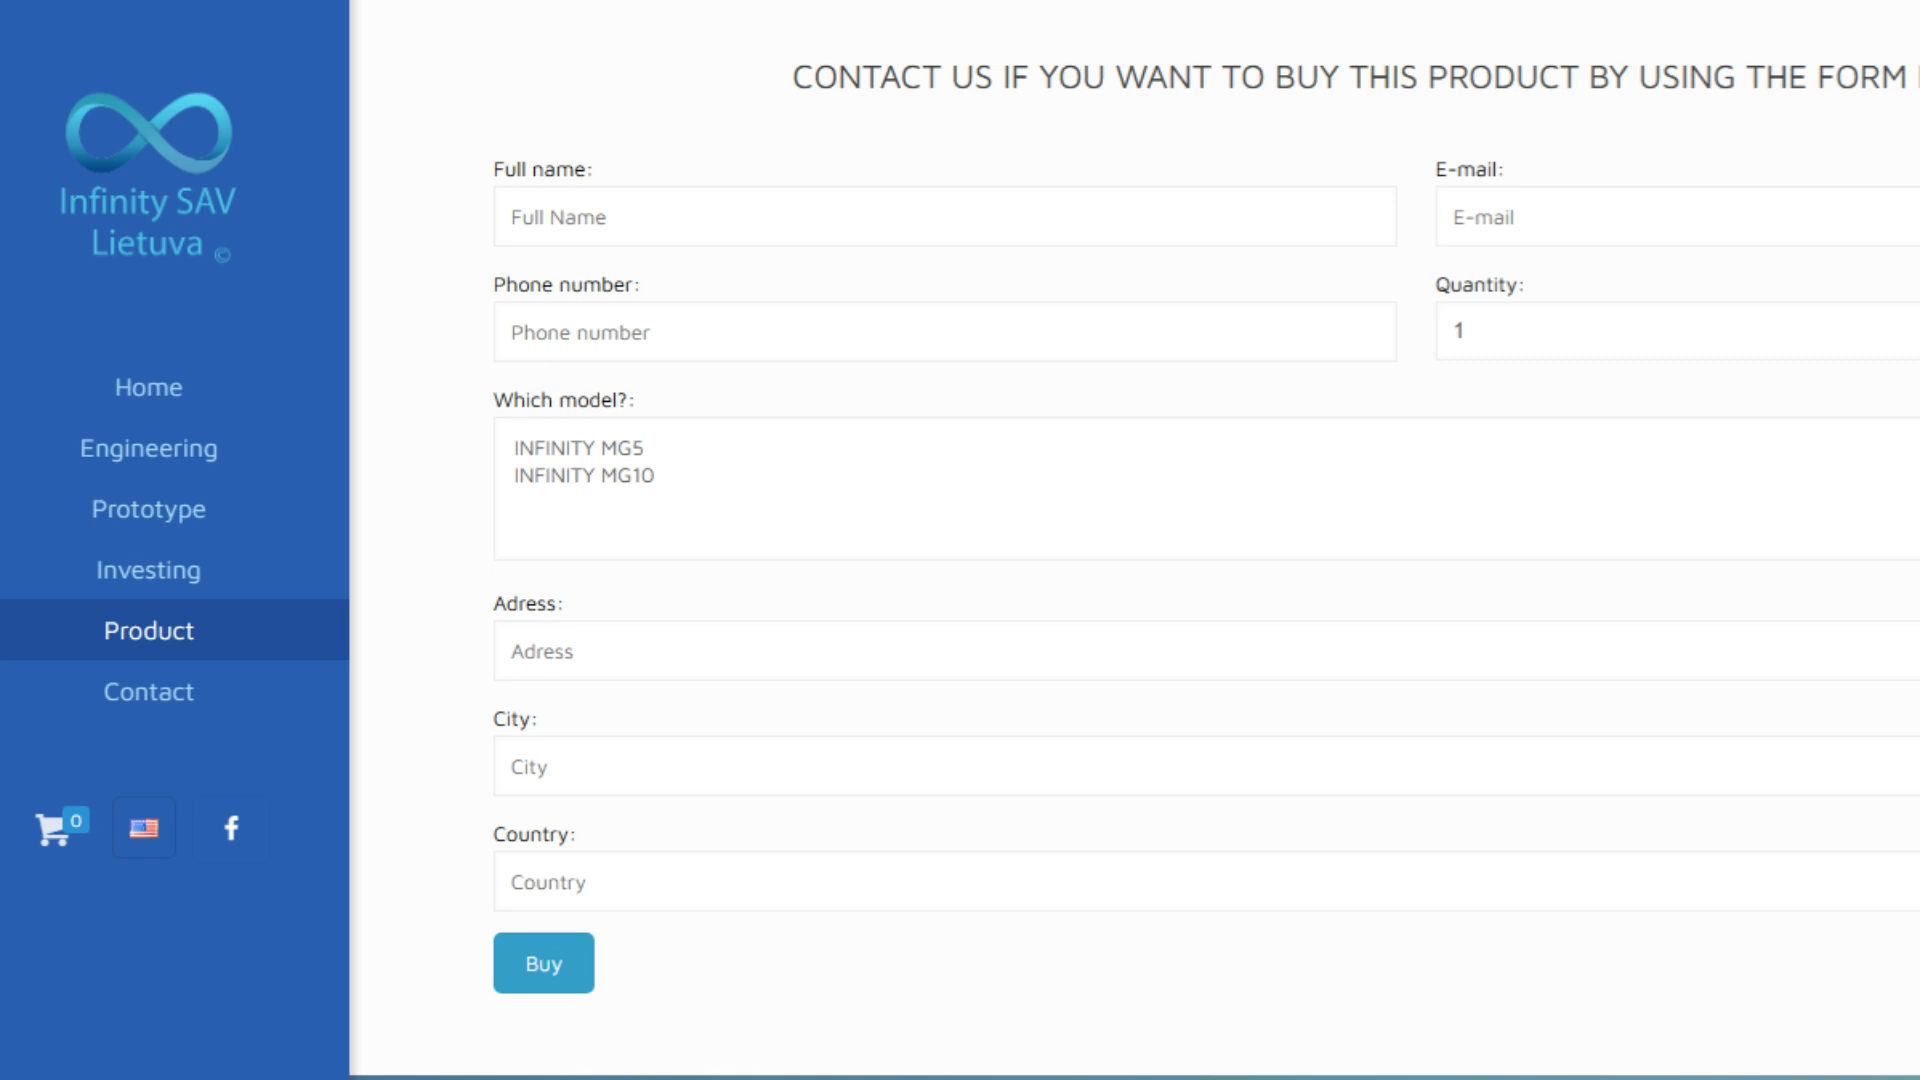 CONTACT US IF YOU WANT TO BUY THIS PRODUCT BY USING THE FORM
Infinity SAV
Lietuva ©
Home
Engineering
Prototype
Investing
Product
Contact
0
Full name:
Full Name
E-mail:
E-mail
Phone number:
Phone number
Quantity:
1
Which model?:
INFINITY MG5
INFINITY MG10
Adress:
Adress
City:
City
Country:
Country
Buy